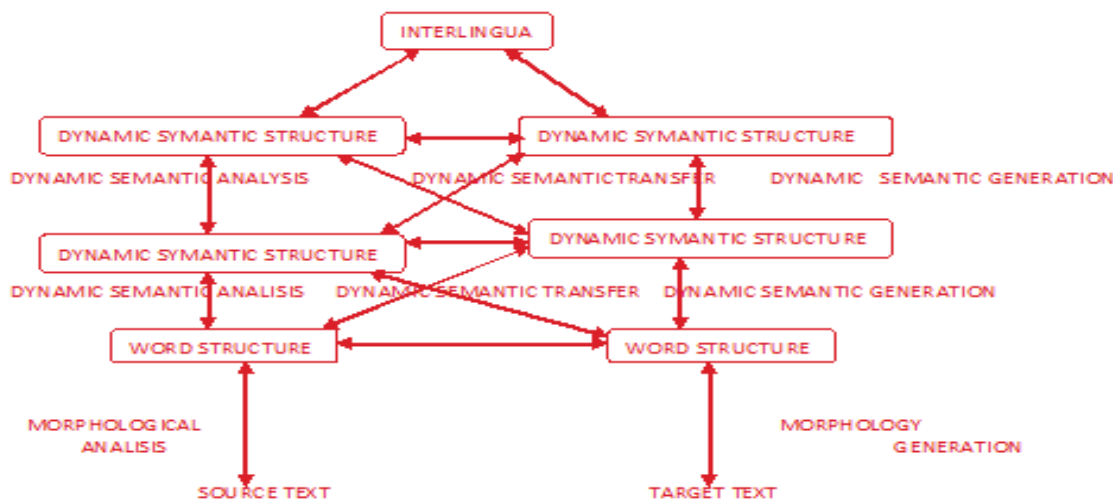 INTERLINGUA
DYNAMIC SYMANTIC STRUCTURE
DYNAMIC SYMANTIC STRUCTURE
DYNAMIC SEMANTIC ANALYSIS
DYNAMIC SEMANTIC TRANSFER
DYNAMIC SEMANTIC GENERATION
DYNAMIC SYMANTIC STRUCTURE
DYNAMIC SYMANTIC STRUCTURE
DYNAMIC SEMANTIC ANALISIS
DYNAMIC SEMANTIC TRANSFER
DYNAMIC SEMANTIC GENERATION
WORD STRUCTURE
WORD STRUCTURE
MORPHOLOGICAL
ANALISIS
MORPHOLOGY
GENERATION
SOURCE TEXT
TARGET TEXT